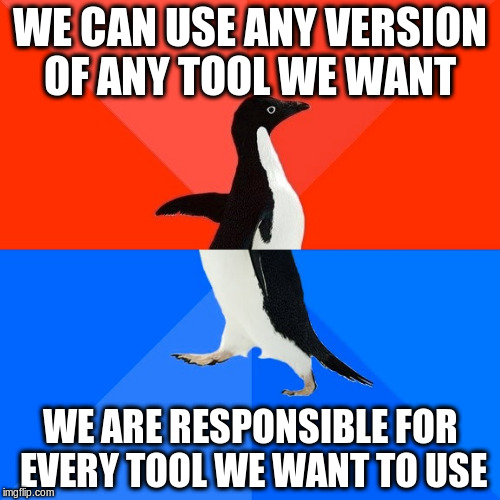 WE CAN USE ANY VERSION
OF ANY TOOL WE WANT
WE ARE RESPONSIBLE FOR
EVERY TOOL WE WANT TO USE
imgflip.com